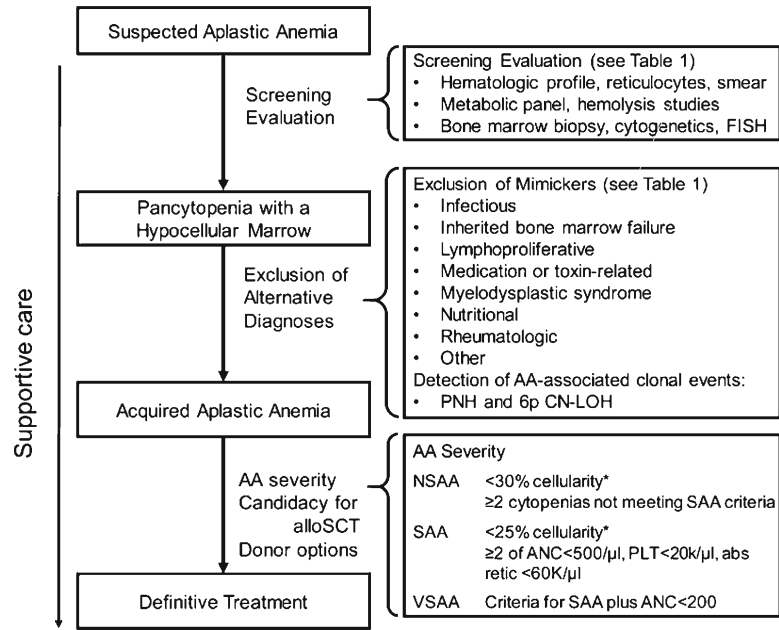 Suspected Aplastic Anemia
Screening
Evaluation
Screening Evaluation (see Table 1)
• Hematologic profile, reticulocytes, smear
• Metabolic panel, hemolysis studies
• Bone marrow biopsy, cytogenetics, FISH
Pancytopenia with a
Hypocellular Marrow
Exclusion of
Alternative
Diagnoses
Exclusion of Mimickers (see Table 1)
• Infectious
• Inherited bone marrow failure
• Lymphoproliferative
• Medication or toxin-related
• Myelodysplastic syndrome
• Nutritional
• Rheumatologic
• Other
Detection of AA-associated clonal events:
• PNH and 6p CN-LOH
Acquired Aplastic Anemia
AA severity
Candidacy for
alloSCT
Donor options
AA Severity
NSAA <30% cellularity*
≥2 cytopenias not meeting SAA criteria
SAA <25% cellularity*
≥2 of ANC<500/µl, PLT<20k/µl, abs
retic <60K/µl
VSAA Criteria for SAA plus ANC<200
Definitive Treatment
Supportive care